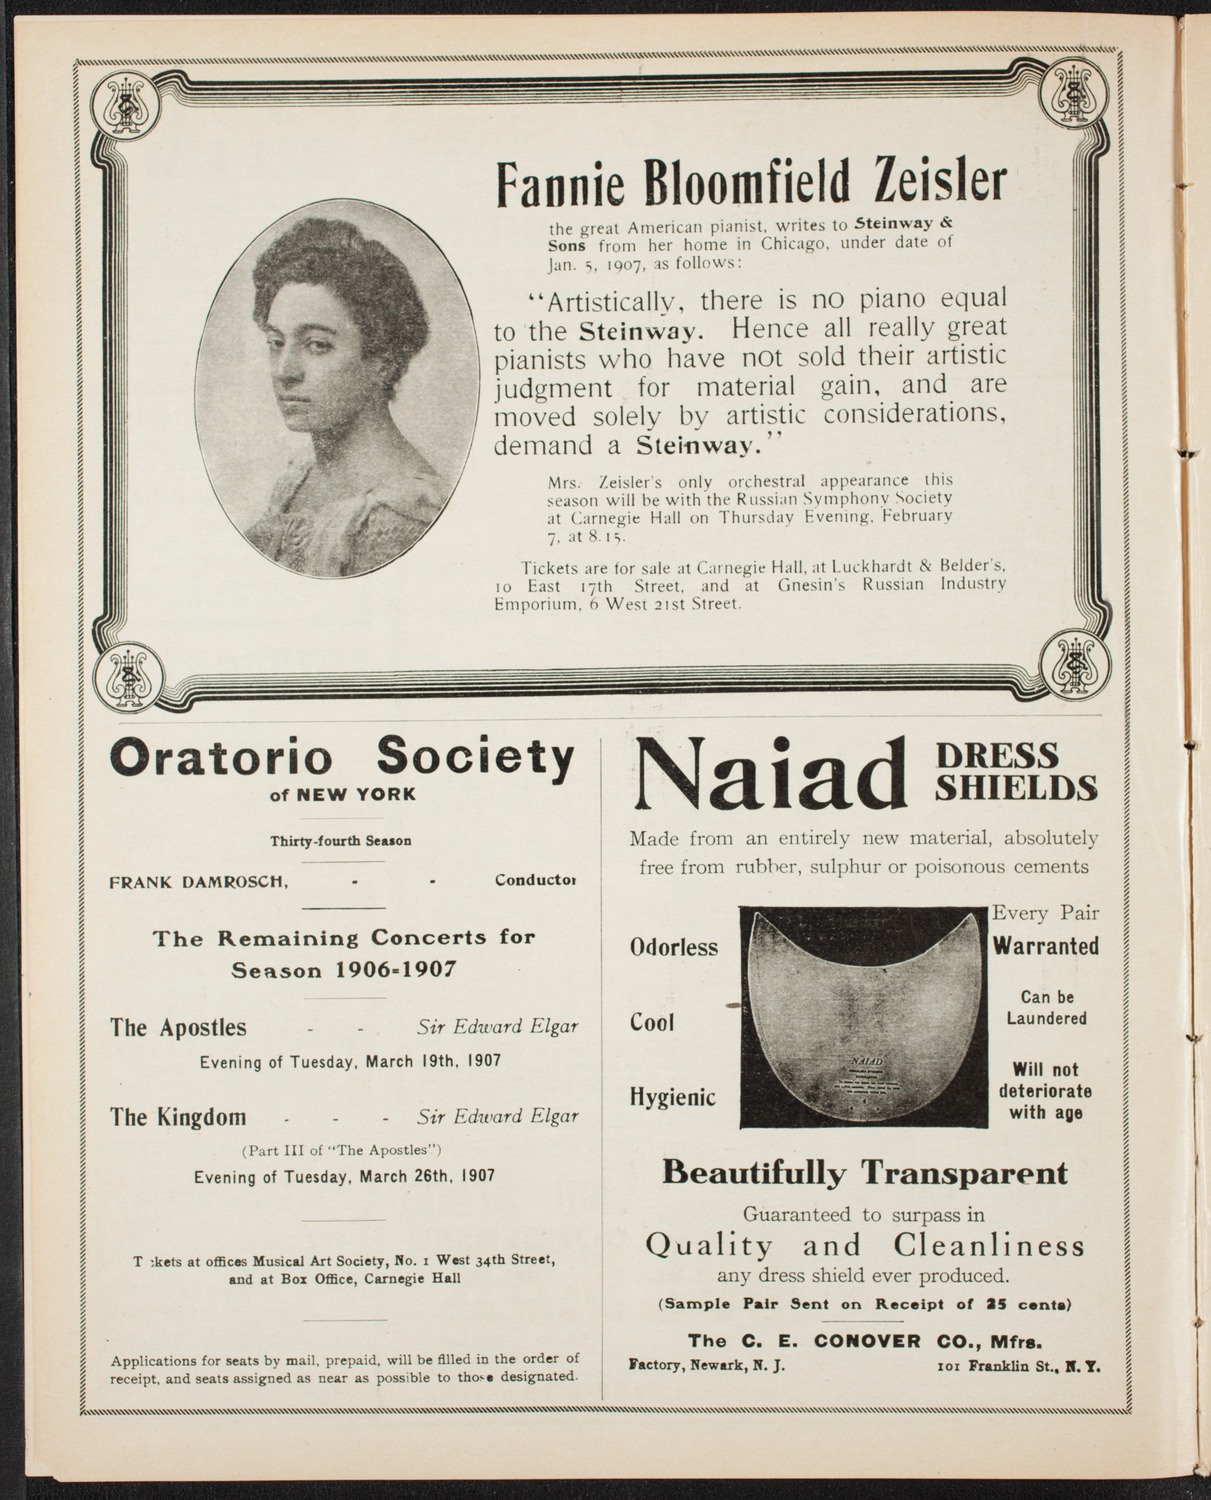 Fannie Bloomfield Zeisler
the great American pianist, writes to Steinway &
Sons from her home in Chicago, under date of
Jan. 5, 1907, as follows:
“Artistically, there is no piano equal
to the Steinway. Hence all really great
pianists who have not sold their artistic
judgment for material gain, and are
moved solely by artistic considerations,
demand a Steinway.”
Mrs. Zeisler's only orchestral appearance this
season will be with the Russian Symphony Society
at Carnegie Hall on Thursday Evening, February
7, at 8.15.
Tickets are for sale at Carnegie Hall, at Luckhardt & Belder's,
10 East 17th Street, and at Gnesin's Russian Industry
Emporium, 6 West 21st Street.
Oratorio Society
of NEW YORK
Thirty-fourth Season
FRANK DAMROSCH, - - Conductor
The Remaining Concerts for
Season 1906-1907
The Apostles - - Sir Edward Elgar
Evening of Tuesday, March 19th, 1907
The Kingdom - - - Sir Edward Elgar
(Part III of “The Apostles”)
Evening of Tuesday, March 26th, 1907
T :kets at offices Musical Art Society, No. 1 West 34th Street,
and at Box Office, Carnegie Hall
Applications for seats by mail, prepaid, will be filled in the order of
receipt, and seats assigned as near as possible to those designated.
Naiad DRESS
SHIELDS
Made from an entirely new material, absolutely
free from rubber, sulphur or poisonous cements
Odorless
Cool
Hygienic
NAIAD
Every Pair
Warranted
Can be
Laundered
Will not
deteriorate
with age
Beautifully Transparent
Guaranteed to surpass in
Quality and Cleanliness
any dress shield ever produced.
(Sample Pair Sent on Receipt of 25 cents)
The C. E. CONOVER CO., Mfrs.
Factory, Newark, N. J. 101 Franklin St., N. Y.